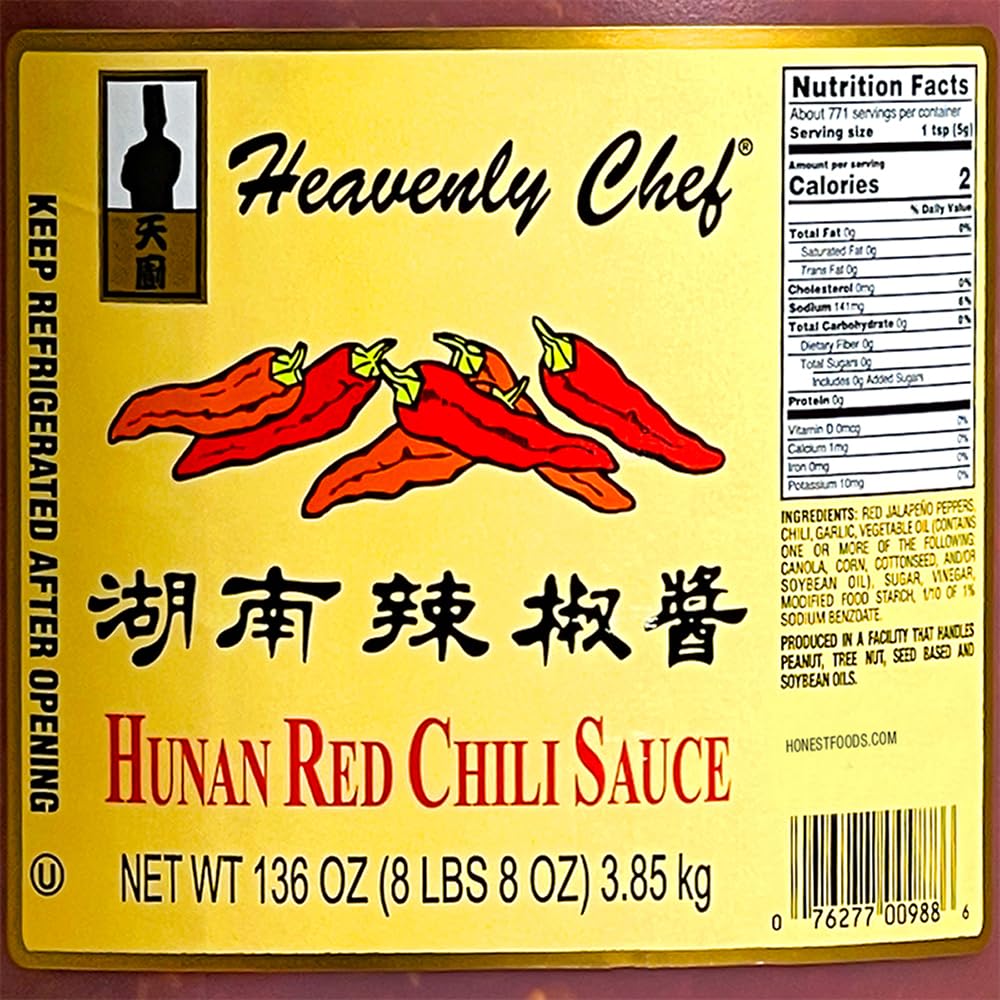 KEEP REFRIGERATED AFTER OPENING
U
天
廚
Heavenly Chef®
湖南辣椒醬
HUNAN RED CHILI SAUCE
NET WT 136 OZ (8 LBS 8 OZ) 3.85 kg
Nutrition Facts
About 771 servings per container
Serving size 1 tsp (5g)
Amount per serving
Calories 2
% Daily Value
Total Fat 0g 0%
Saturated Fat 0g
Trans Fat 0g
Cholesterol 0mg 0%
Sodium 141mg 6%
Total Carbohydrate 0g 0%
Dietary Fiber 0g
Total Sugars 0g
Includes 0g Added Sugars
Protein 0g
Vitamin D 0mcg 0%
Calcium 1mg 0%
Iron 0mg 0%
Potassium 10mg 0%
INGREDIENTS: RED JALAPEÑO PEPPERS,
CHILI, GARLIC, VEGETABLE OIL (CONTAINS
ONE OR MORE OF THE FOLLOWING:
CANOLA, CORN, COTTONSEED, AND/OR
SOYBEAN OIL), SUGAR, VINEGAR,
MODIFIED FOOD STARCH, 1/10 OF 1%
SODIUM BENZOATE.
PRODUCED IN A FACILITY THAT HANDLES
PEANUT, TREE NUT, SEED BASED AND
SOYBEAN OILS.
HONESTFOODS.COM
0 76277 00988 6